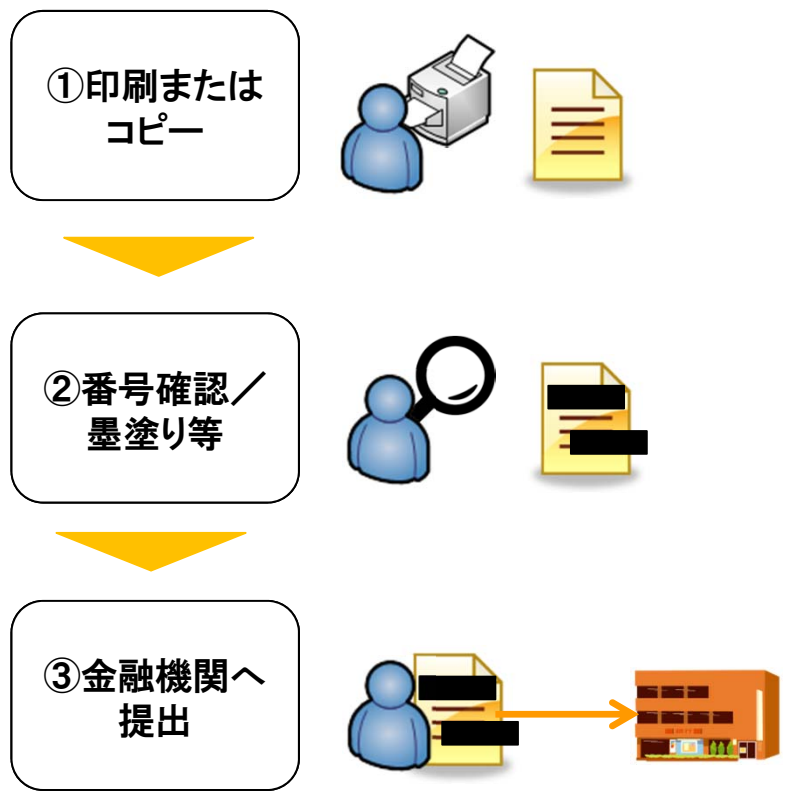 ①印刷または
コピー
②番号確認／
墨塗り等
③金融機関へ
提出